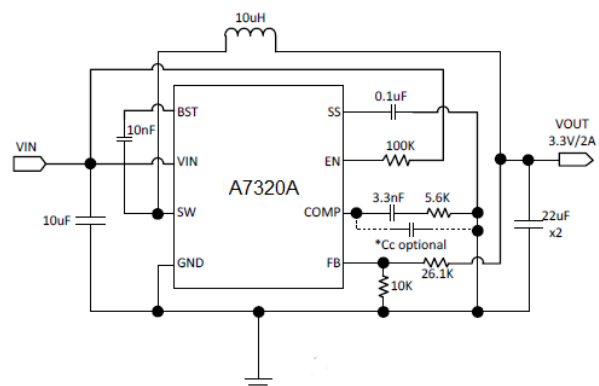 10uH
BST
SS
0.1uF
10nF
100K
VIN
VIN
EN
VOUT
3.3V/2A
A7320A
3.3nF
5.6K
10uF
SW
COMP
22uF
x2
*Cc optional
GND
FB
26.1K
10K